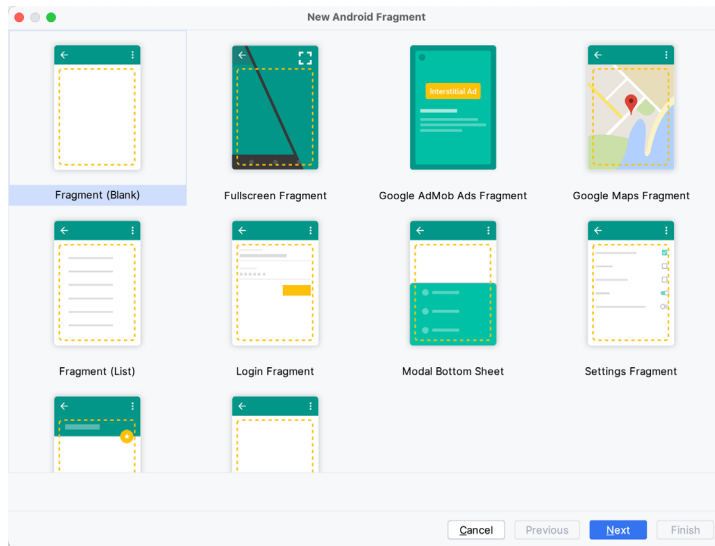 New Android Fragment
Interstitial Ad
Fragment (Blank)
Fullscreen Fragment
Google AdMob Ads Fragment
Google Maps Fragment
Fragment (List)
Login Fragment
Modal Bottom Sheet
Settings Fragment
Cancel
Previous
Next
Finish